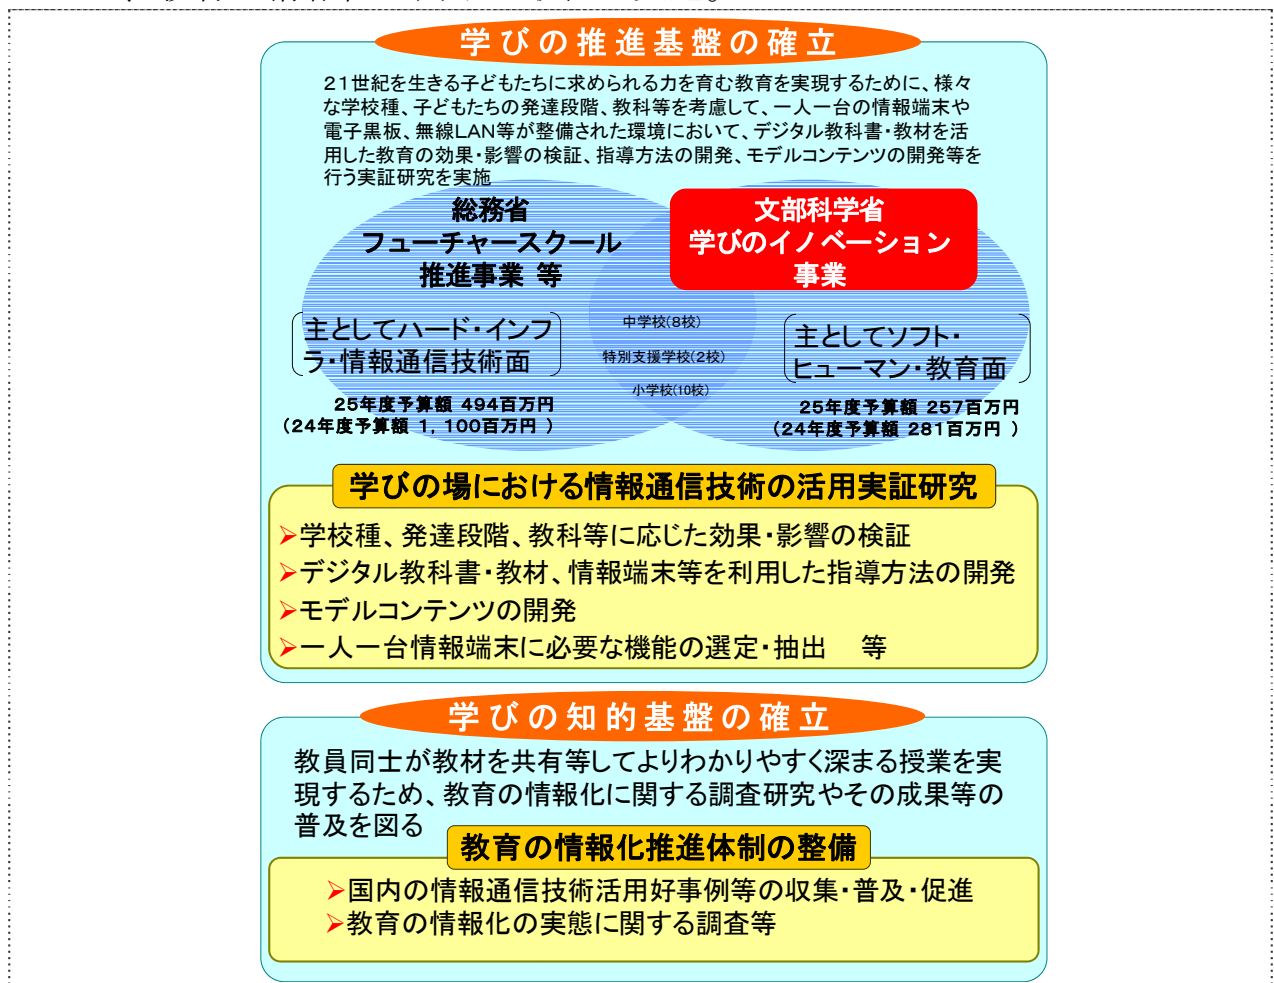 学びの推進基盤の確立
21世紀を生きる子どもたちに求められる力を育む教育を実現するために、様々
な学校種、子どもたちの発達段階、教科等を考慮して、一人一台の情報端末や
電子黒板、無線LAN等が整備された環境において、デジタル教科書・教材を活
用した教育の効果・影響の検証、指導方法の開発、モデルコンテンツの開発等を
行う実証研究を実施
総務省
フューチャースクール
推進事業 等
文部科学省
学びのイノベーション
事業
主としてハード・インフ
ラ・情報通信技術面
中学校(8校)
特別支援学校(2校)
小学校(10校)
主としてソフト・
ヒューマン・教育面
25年度予算額 494百万円
(24年度予算額 1,100百万円 )
25年度予算額 257百万円
(24年度予算額 281百万円 )
学びの場における情報通信技術の活用実証研究
➢学校種、発達段階、教科等に応じた効果・影響の検証
➢デジタル教科書・教材、情報端末等を利用した指導方法の開発
➢モデルコンテンツの開発
➢一人一台情報端末に必要な機能の選定・抽出 等
学びの知的基盤の確立
教員同士が教材を共有等してよりわかりやすく深まる授業を実
現するため、教育の情報化に関する調査研究やその成果等の
普及を図る
教育の情報化推進体制の整備
➢国内の情報通信技術活用好事例等の収集・普及・促進
➢教育の情報化の実態に関する調査等